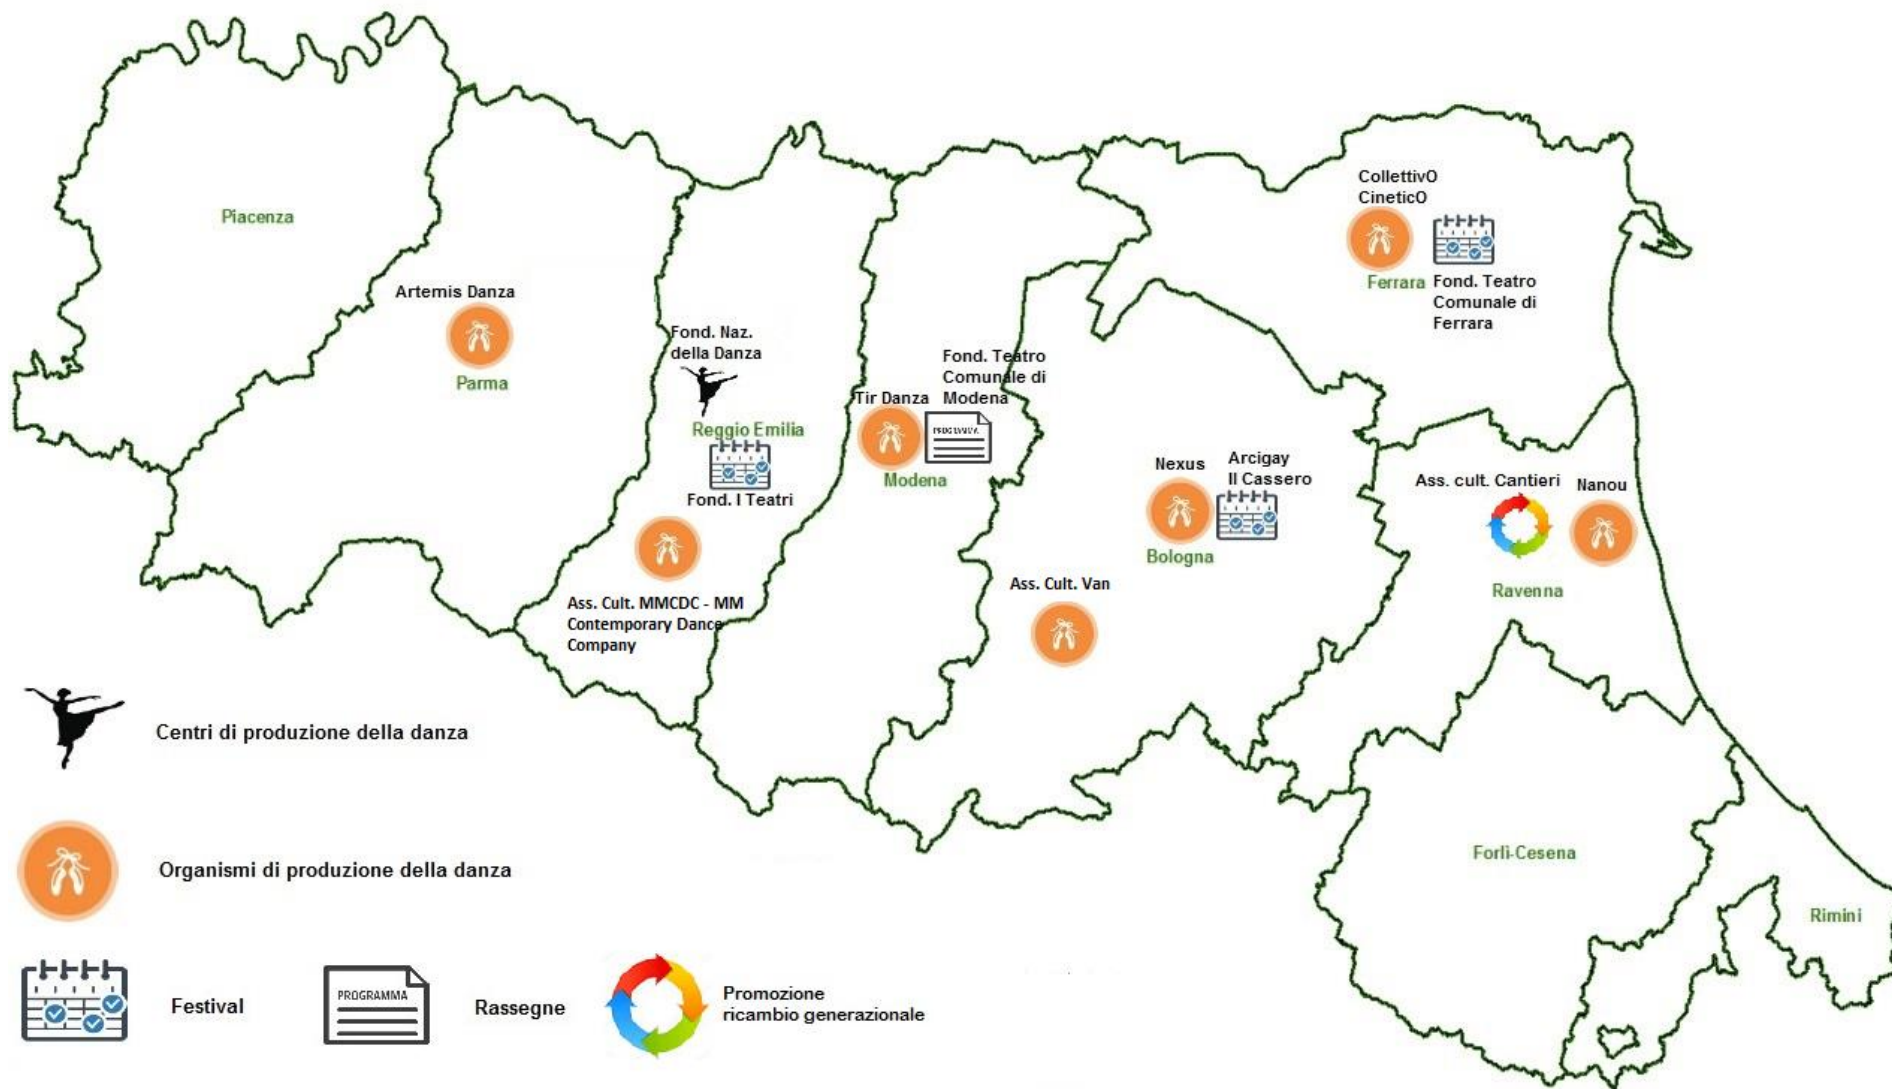 Piacenza
Artemis Danza
Parma
Fond. Naz.
della Danza
Reggio Emilia
Fond. I Teatri
Ass. Cult. MMCDC - MM
Contemporary Dance
Company
Tir Danza
Fond. Teatro
Comunale di
Modena
PROGRAMMA
Modena
CollettivO
CineticO
Ferrara
Fond. Teatro
Comunale di
Ferrara
Nexus
Arcigay
Il Cassero
Bologna
Ass. Cult. Van
Ass. cult. Cantieri
Nanou
Ravenna
Forlì-Cesena
Rimini
Centri di produzione della danza
Organismi di produzione della danza
Festival
PROGRAMMA
Rassegne
Promozione
ricambio generazionale